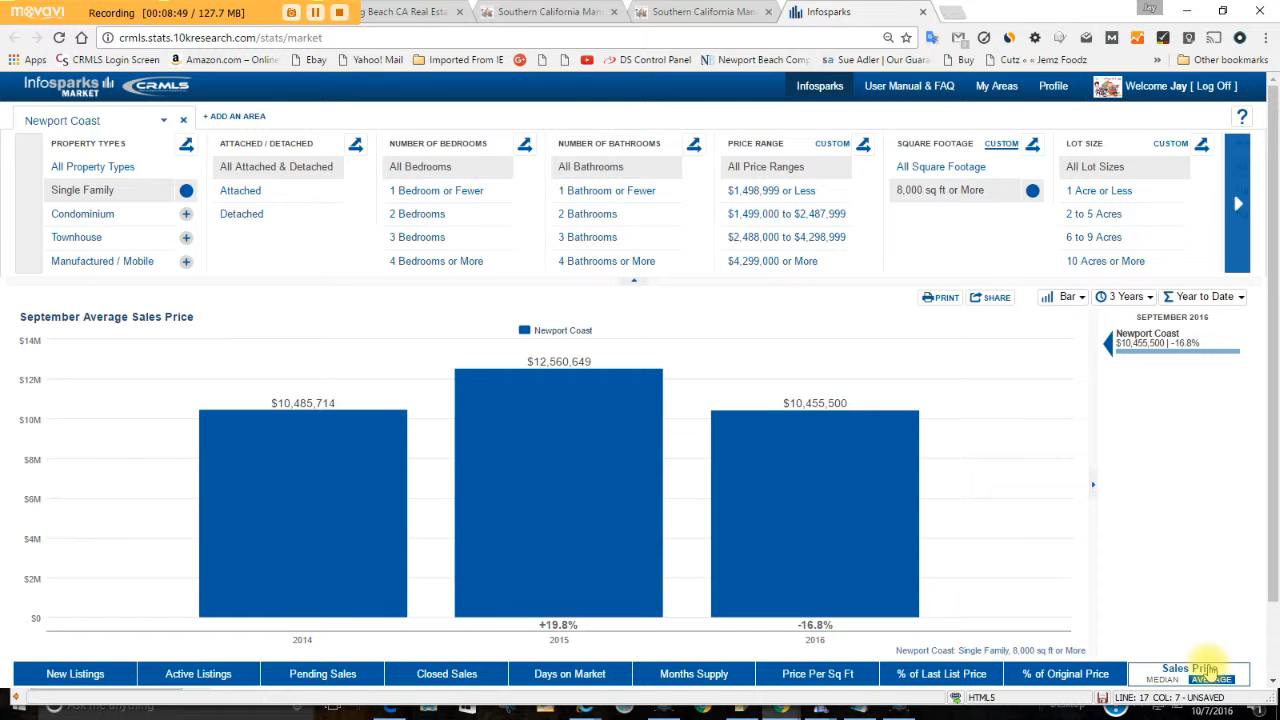 movavi
Recording ( 00:08:49 / 127.7 MB )
g Beach CA Real Esta
Southern California Man
Southern California Man
Infosparks
Jay
crmls.stats.10kresearch.com/stats/market
Apps
CRMLS Login Screen
Amazon.com – Online
Ebay
Yahoo! Mail
Imported From IE
DS Control Panel
Newport Beach Comp
Sue Adler | Our Guara
Buy
Cutz « Jemz Foodz
»
Other bookmarks
Infosparks MARKET
CRMLS
Infosparks
User Manual & FAQ
My Areas
Profile
Welcome Jay [ Log Off ]
Newport Coast
+ ADD AN AREA
?
PROPERTY TYPES
ATTACHED / DETACHED
NUMBER OF BEDROOMS
NUMBER OF BATHROOMS
PRICE RANGE
CUSTOM
SQUARE FOOTAGE
CUSTOM
LOT SIZE
CUSTOM
All Property Types
All Attached & Detached
All Bedrooms
All Bathrooms
All Price Ranges
All Square Footage
All Lot Sizes
Single Family
Attached
1 Bedroom or Fewer
1 Bathroom or Fewer
$1,498,999 or Less
8,000 sq ft or More
1 Acre or Less
Condominium
Detached
2 Bedrooms
2 Bathrooms
$1,499,000 to $2,487,999
2 to 5 Acres
Townhouse
3 Bedrooms
3 Bathrooms
$2,488,000 to $4,298,999
6 to 9 Acres
Manufactured / Mobile
4 Bedrooms or More
4 Bathrooms or More
$4,299,000 or More
10 Acres or More
PRINT
SHARE
Bar
3 Years
Σ Year to Date
September Average Sales Price
SEPTEMBER 2016
Newport Coast
Newport Coast
$10,455,500 | -16.8%
$14M
$12M
$10M
$8M
$6M
$4M
$2M
$0
$10,485,714
$12,560,649
$10,455,500
+19.8%
-16.8%
2014
2015
2016
Newport Coast: Single Family, 8,000 sq ft or More
New Listings
Active Listings
Pending Sales
Closed Sales
Days on Market
Months Supply
Price Per Sq Ft
% of Last List Price
% of Original Price
Sales Price
MEDIAN
AVERAGE
HTML5
LINE: 17 COL: 7 - UNSAVED
Ask me anything
Desktop
10/7/2016